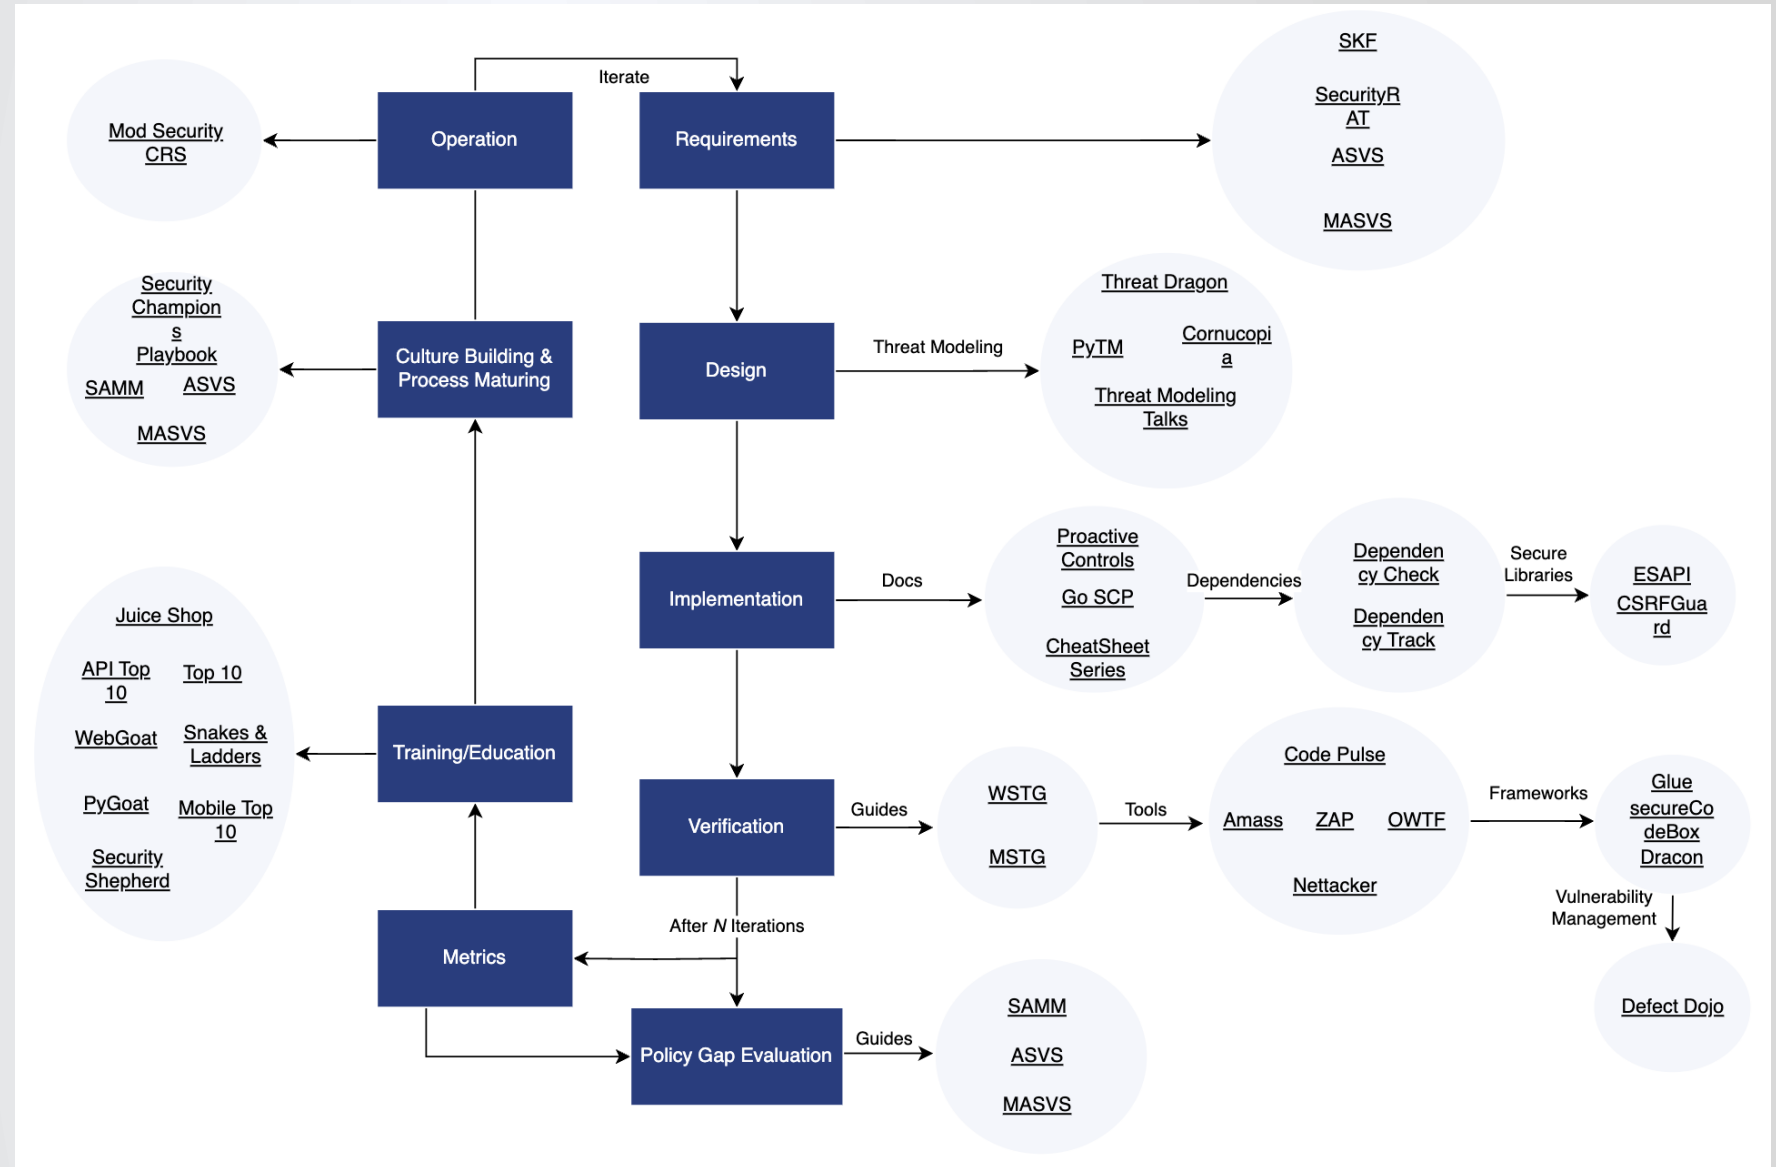 Iterate
Operation
Requirements
Mod Security
CRS
SKF
SecurityR
AT
ASVS
MASVS
Security
Champion
s
Playbook
SAMM
ASVS
MASVS
Culture Building &
Process Maturing
Design
Threat Modeling
Threat Dragon
PyTM
Cornucopi
a
Threat Modeling
Talks
Implementation
Docs
Proactive
Controls
Go SCP
CheatSheet
Series
Dependencies
Dependen
cy Check
Dependen
cy Track
Secure
Libraries
ESAPI
CSRFGua
rd
Juice Shop
API Top
10
Top 10
WebGoat
Snakes &
Ladders
PyGoat
Mobile Top
10
Security
Shepherd
Training/Education
Verification
Guides
WSTG
MSTG
Tools
Code Pulse
Amass
ZAP
OWTF
Nettacker
Frameworks
Glue
secureCo
deBox
Dracon
Vulnerability
Management
Defect Dojo
After N Iterations
Metrics
Policy Gap Evaluation
Guides
SAMM
ASVS
MASVS